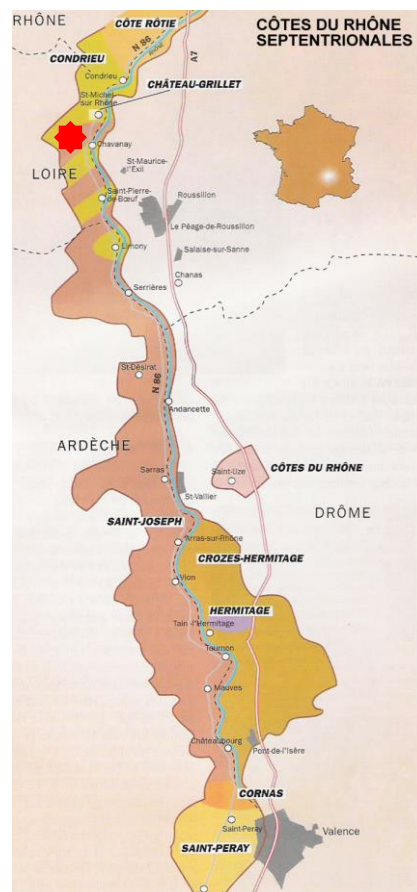 RHÔNE
CÔTE RÔTIE
CÔTES DU RHÔNE
SEPTENTRIONALES
N 86
Rhône
A7
CONDRIEU
Condrieu
CHÂTEAU-GRILLET
St-Michel
sur Rhône
Chavanay
St-Maurice-
l'Exil
LOIRE
Saint-Pierre-
de-Bœuf
Roussillon
Le Péage-de-Roussillon
Limony
Salaise-sur-Sanne
Chanas
Serrières
St-Désirat
N 86
Andancette
ARDÈCHE
Sarras
CÔTES DU RHÔNE
Saint-Uze
St-Vallier
DRÔME
SAINT-JOSEPH
Arras-sur-Rhône
CROZES-HERMITAGE
Vion
HERMITAGE
Tain-l'Hermitage
Tournon
Mauves
Châteaubourg
Pont-de-l'Isère
CORNAS
Saint-Peray
Valence
SAINT-PERAY